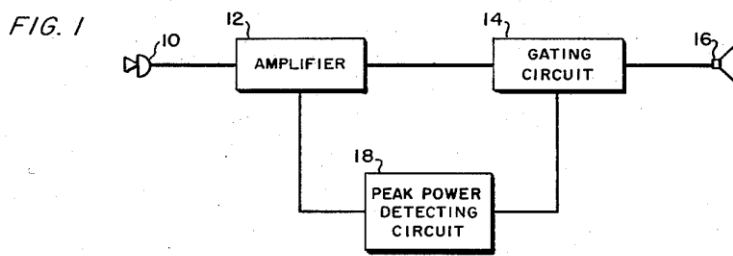 FIG. 1
10
12
AMPLIFIER
14
GATING
CIRCUIT
16
18
PEAK POWER
DETECTING
CIRCUIT